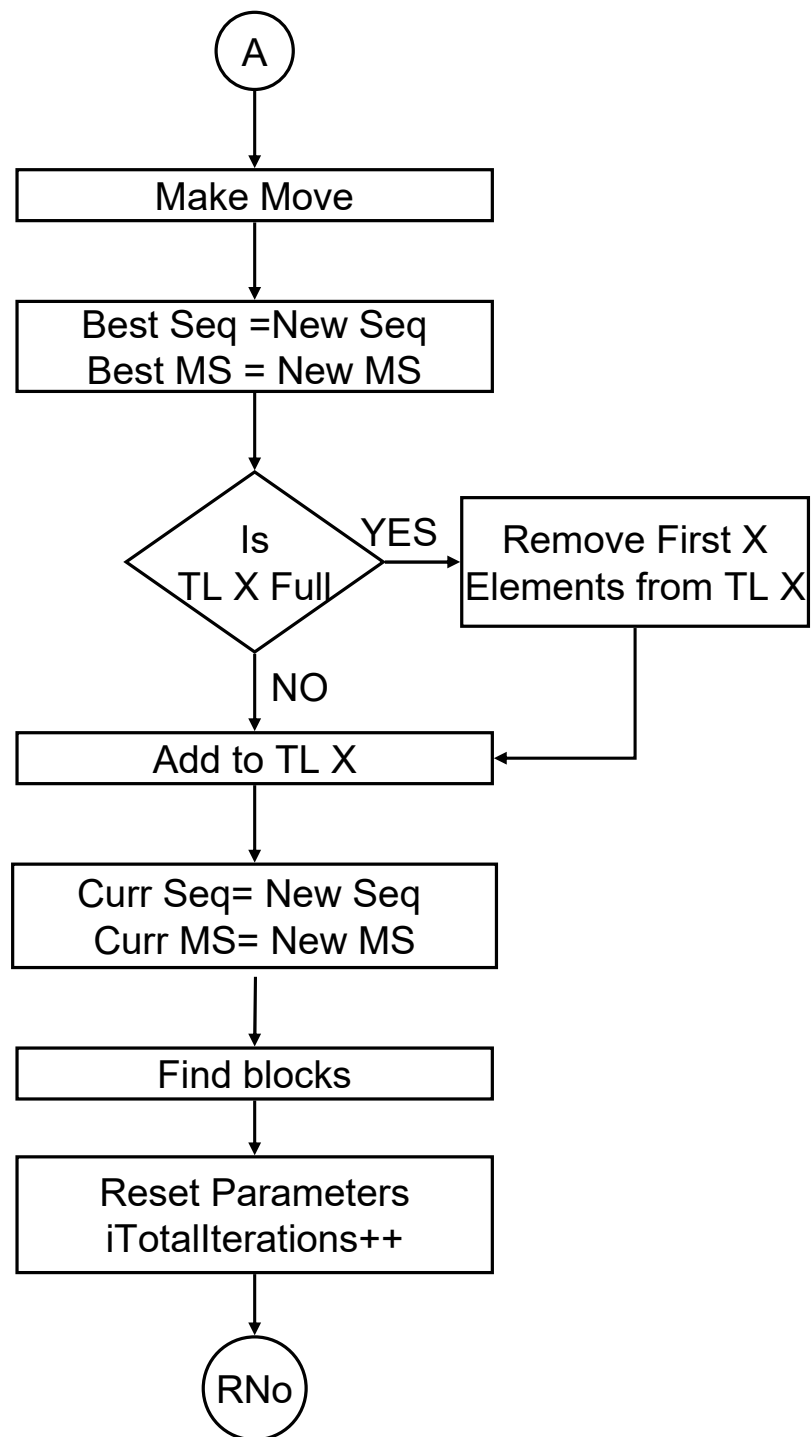 A
Make Move
Best Seq =New Seq
Best MS = New MS
Is
TL X Full
YES
Remove First X
Elements from TL X
NO
Add to TL X
Curr Seq= New Seq
Curr MS= New MS
Find blocks
Reset Parameters
iTotalIterations++
RNo